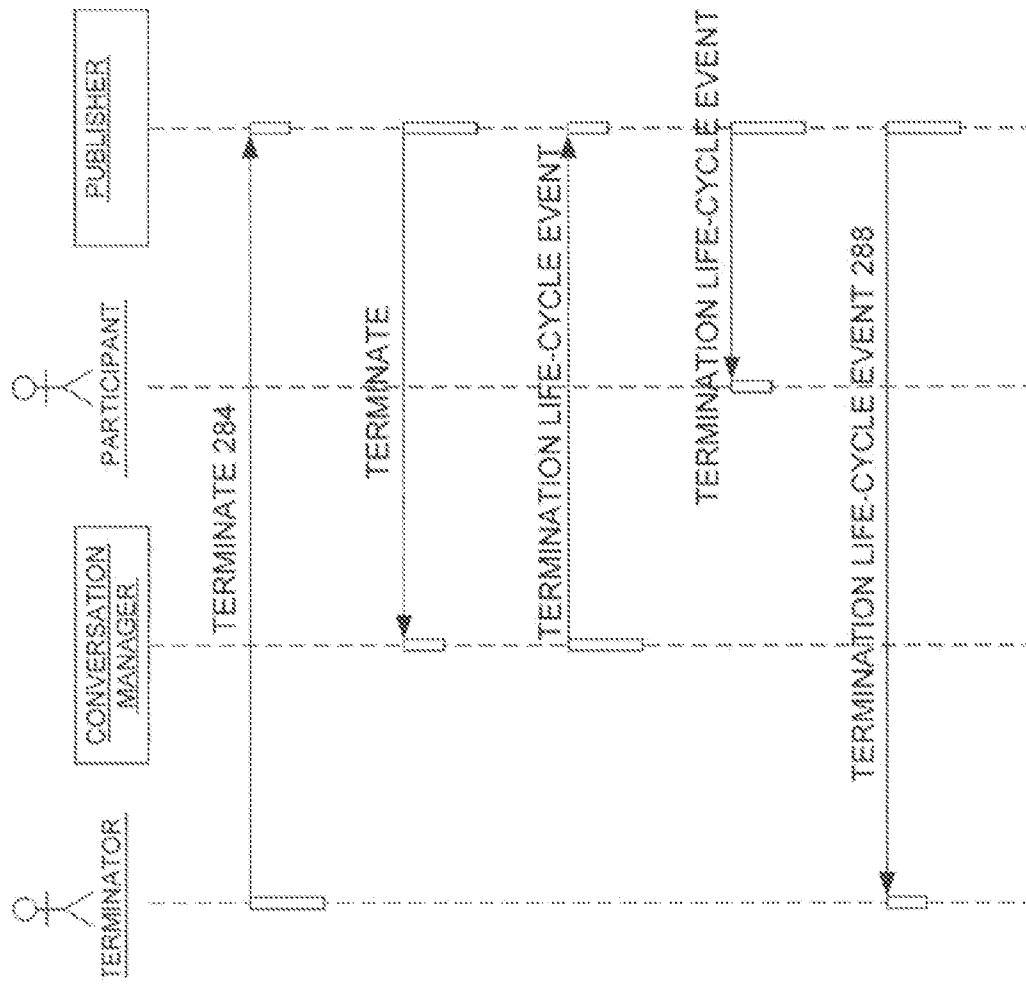 TERMINATOR
CONVERSATION
MANAGER
PARTICIPANT
PUBLISHER
TERMINATE 284
TERMINATE
TERMINATION LIFE-CYCLE EVENT
TERMINATION LIFE-CYCLE EVENT
TERMINATION LIFE-CYCLE EVENT 288